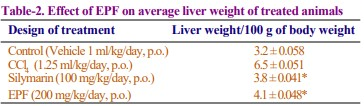 Table-2. Effect of EPF on average liver weight of treated animals
Design of treatment Liver weight/100 g of body weight
Control (Vehicle 1 ml/kg/day, p.o.) 3.2 ± 0.058
CCl4 (1.25 ml/kg/day, p.o.) 6.5 ± 0.051
Silymarin (100 mg/kg/day, p.o.) 3.8 ± 0.041*
EPF (200 mg/kg/day, p.o.) 4.1 ± 0.048*